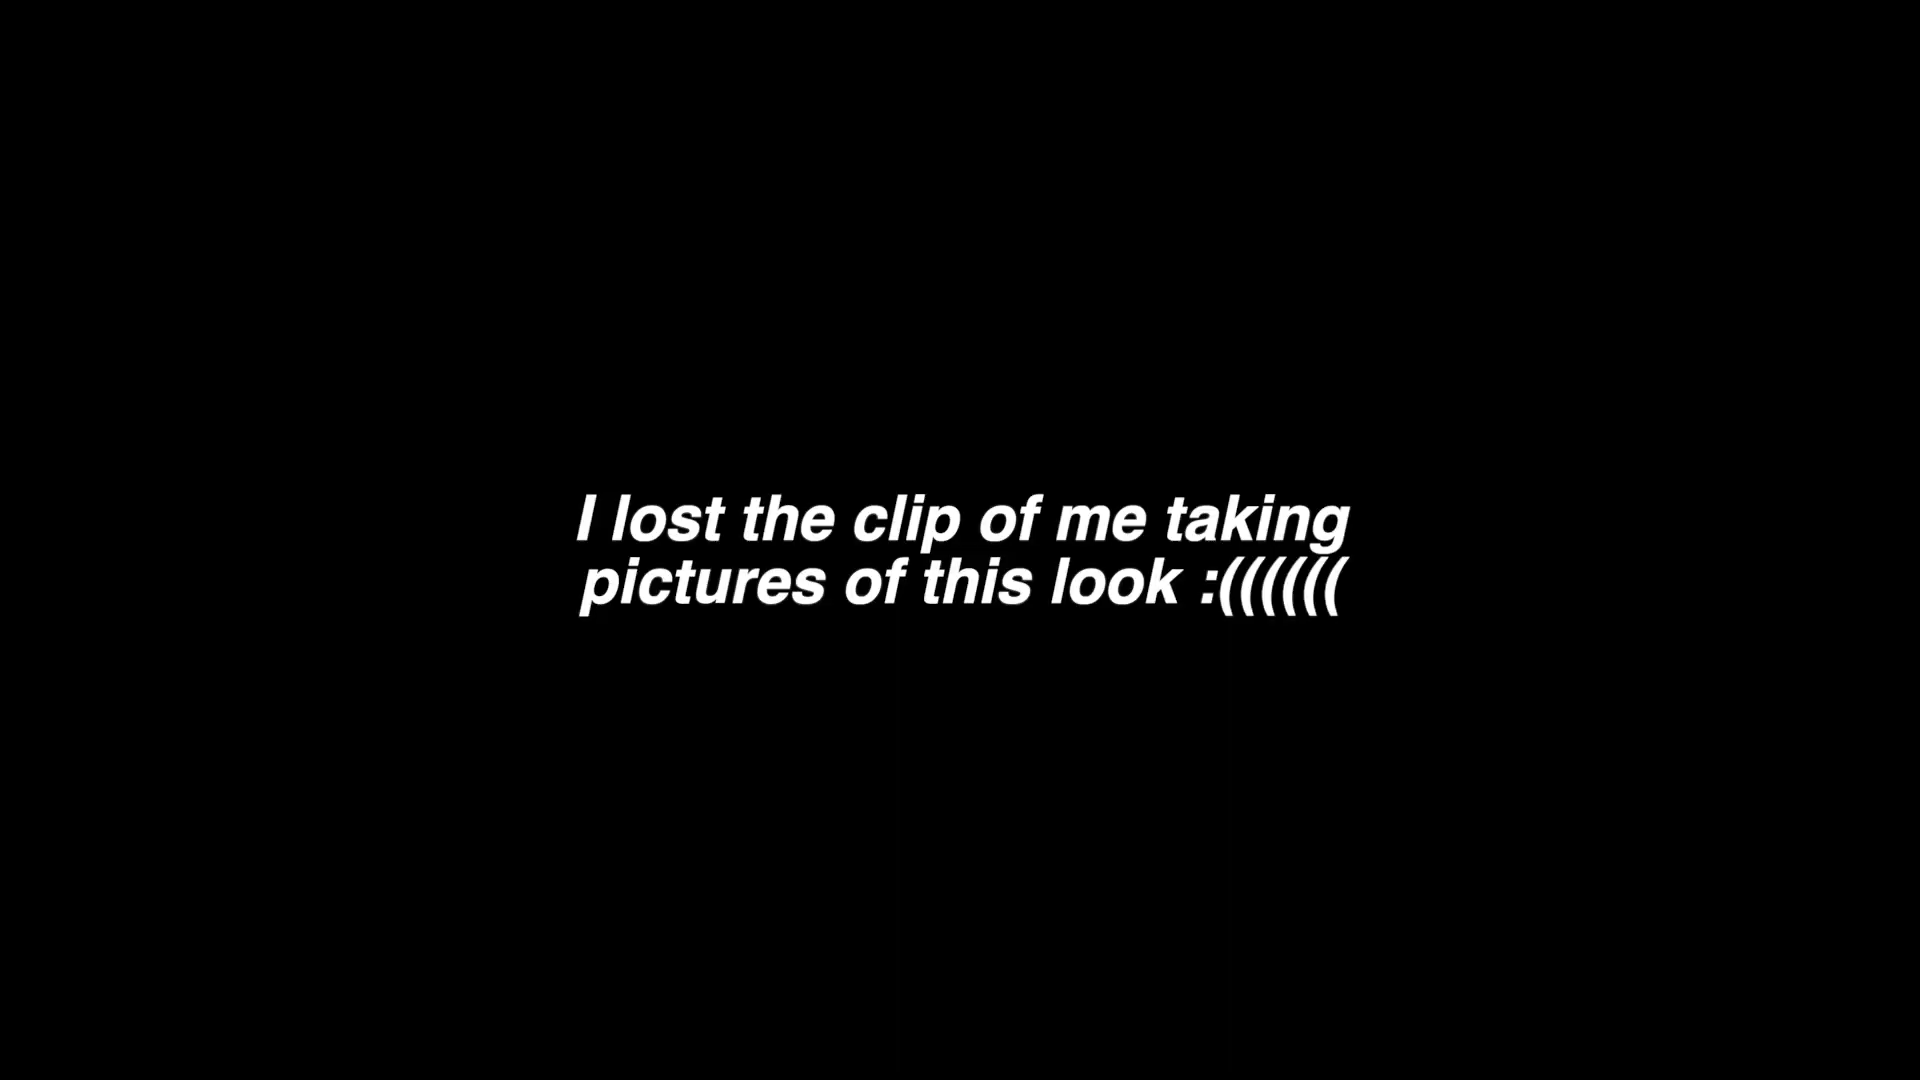 I lost the clip of me taking
pictures of this look :((((((